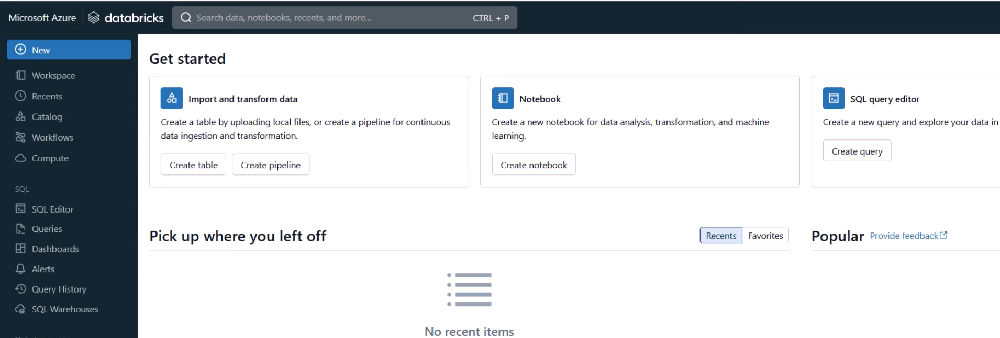 Microsoft Azure databricks Search data, notebooks, recents, and more... CTRL + P
New
Workspace
Recents
Catalog
Workflows
Compute
SQL
SQL Editor
Queries
Dashboards
Alerts
Query History
SQL Warehouses
Get started
Import and transform data
Create a table by uploading local files, or create a pipeline for continuous
data ingestion and transformation.
Create table Create pipeline
Notebook
Create a new notebook for data analysis, transformation, and machine
learning.
Create notebook
SQL query editor
Create a new query and explore your data in
Create query
Pick up where you left off
Recents Favorites
No recent items
Popular Provide feedback